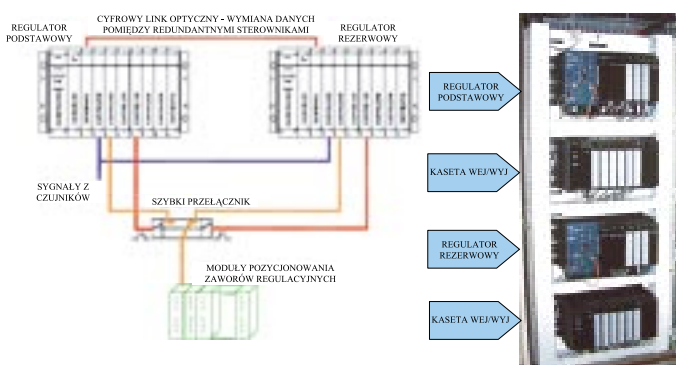 REGULATOR
PODSTAWOWY
CYFROWY LINK OPTYCZNY - WYMIANA DANYCH
POMIĘDZY REDUNDANTNYMI STEROWNIKAMI
REGULATOR
REZERWOWY
SYGNAŁY Z
CZUJNIKÓW
SZYBKI PRZEŁĄCZNIK
MODUŁY POZYCJONOWANIA
ZAWORÓW REGULACYJNYCH
REGULATOR
PODSTAWOWY
KASETA WEJ/WYJ
REGULATOR
REZERWOWY
KASETA WEJ/WYJ